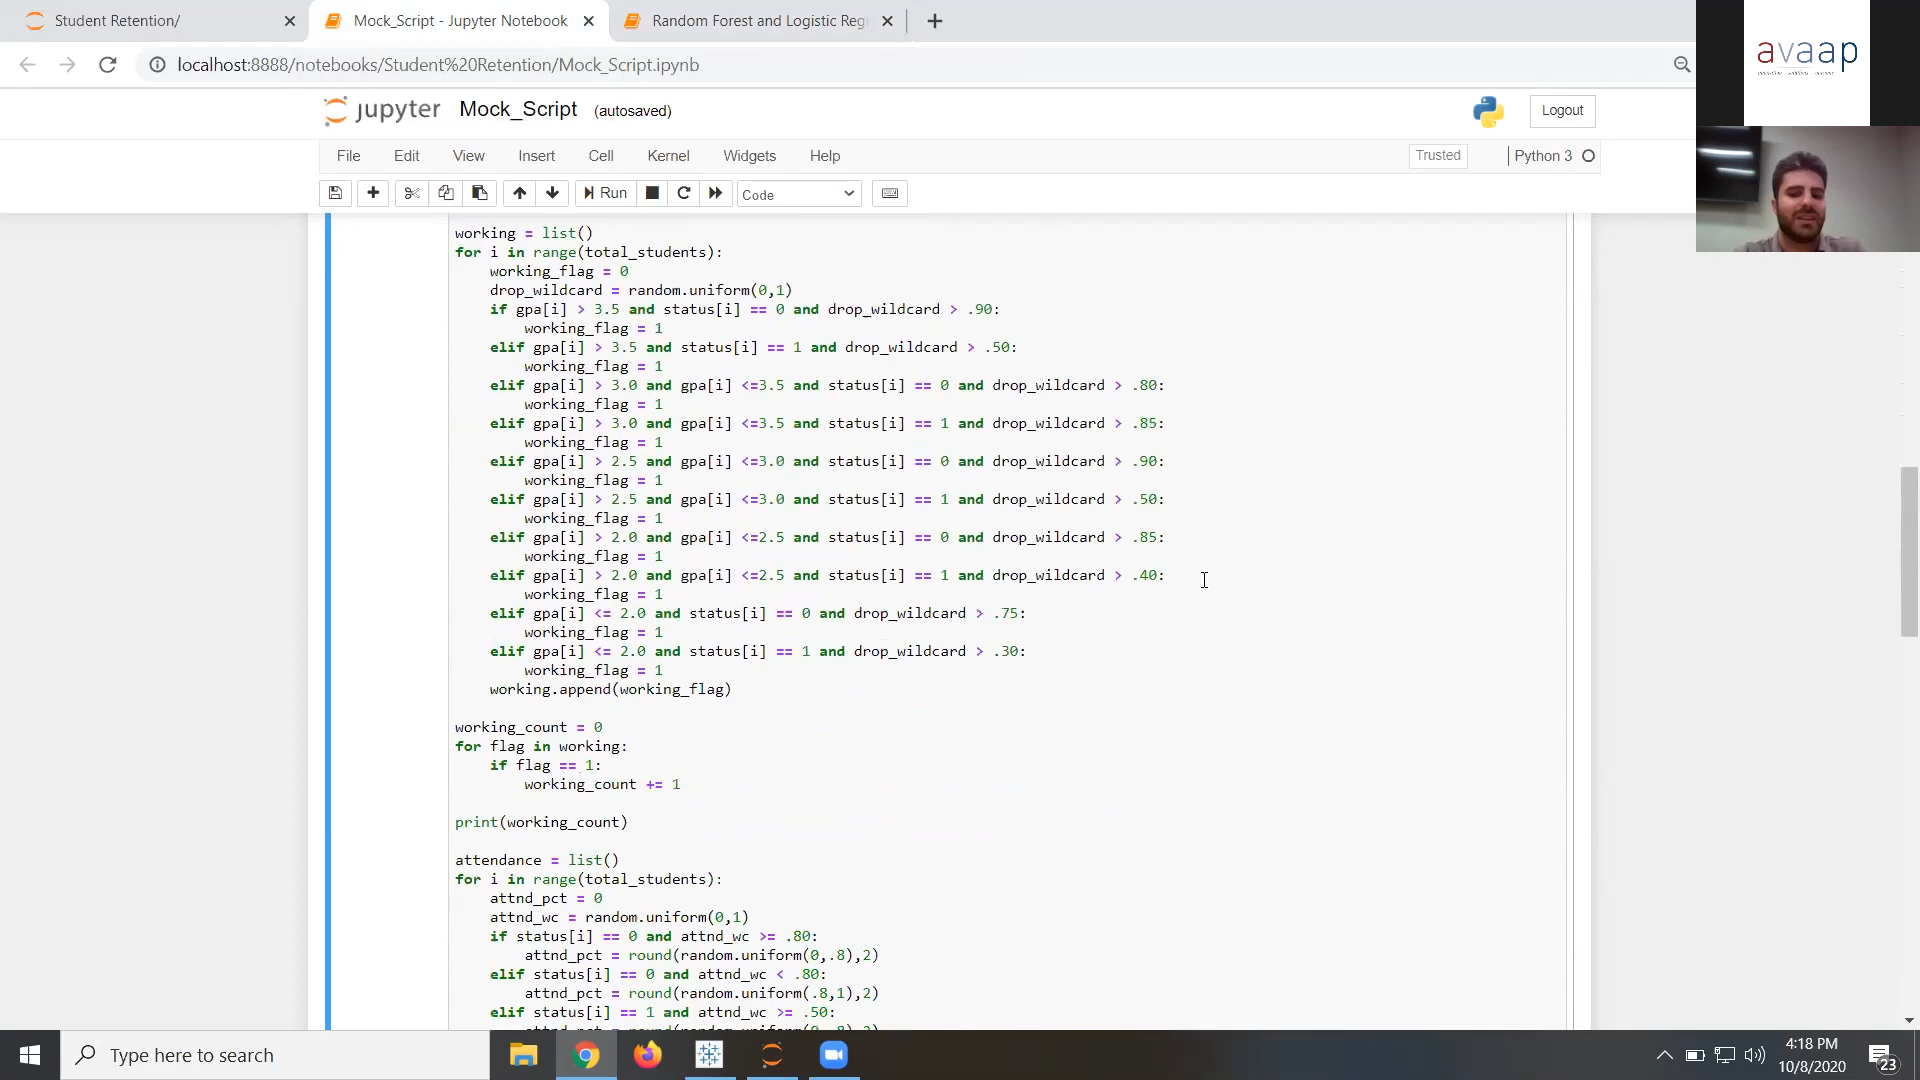 Student Retention/
Mock_Script - Jupyter Notebook
Random Forest and Logistic Reg
localhost:8888/notebooks/Student%20Retention/Mock_Script.ipynb
avaap
jupyter Mock_Script (autosaved)
Logout
File Edit View Insert Cell Kernel Widgets Help
Trusted
Python 3
Run
Code
working = list()
for i in range(total_students):
    working_flag = 0
    drop_wildcard = random.uniform(0,1)
    if gpa[i] > 3.5 and status[i] == 0 and drop_wildcard > .90:
        working_flag = 1
    elif gpa[i] > 3.5 and status[i] == 1 and drop_wildcard > .50:
        working_flag = 1
    elif gpa[i] > 3.0 and gpa[i] <=3.5 and status[i] == 0 and drop_wildcard > .80:
        working_flag = 1
    elif gpa[i] > 3.0 and gpa[i] <=3.5 and status[i] == 1 and drop_wildcard > .85:
        working_flag = 1
    elif gpa[i] > 2.5 and gpa[i] <=3.0 and status[i] == 0 and drop_wildcard > .90:
        working_flag = 1
    elif gpa[i] > 2.5 and gpa[i] <=3.0 and status[i] == 1 and drop_wildcard > .50:
        working_flag = 1
    elif gpa[i] > 2.0 and gpa[i] <=2.5 and status[i] == 0 and drop_wildcard > .85:
        working_flag = 1
    elif gpa[i] > 2.0 and gpa[i] <=2.5 and status[i] == 1 and drop_wildcard > .40:
        working_flag = 1
    elif gpa[i] <= 2.0 and status[i] == 0 and drop_wildcard > .75:
        working_flag = 1
    elif gpa[i] <= 2.0 and status[i] == 1 and drop_wildcard > .30:
        working_flag = 1
    working.append(working_flag)
working_count = 0
for flag in working:
    if flag == 1:
        working_count += 1
print(working_count)
attendance = list()
for i in range(total_students):
    attnd_pct = 0
    attnd_wc = random.uniform(0,1)
    if status[i] == 0 and attnd_wc >= .80:
        attnd_pct = round(random.uniform(0,.8),2)
    elif status[i] == 0 and attnd_wc < .80:
        attnd_pct = round(random.uniform(.8,1),2)
    elif status[i] == 1 and attnd_wc >= .50:
Type here to search
4:18 PM
10/8/2020
23